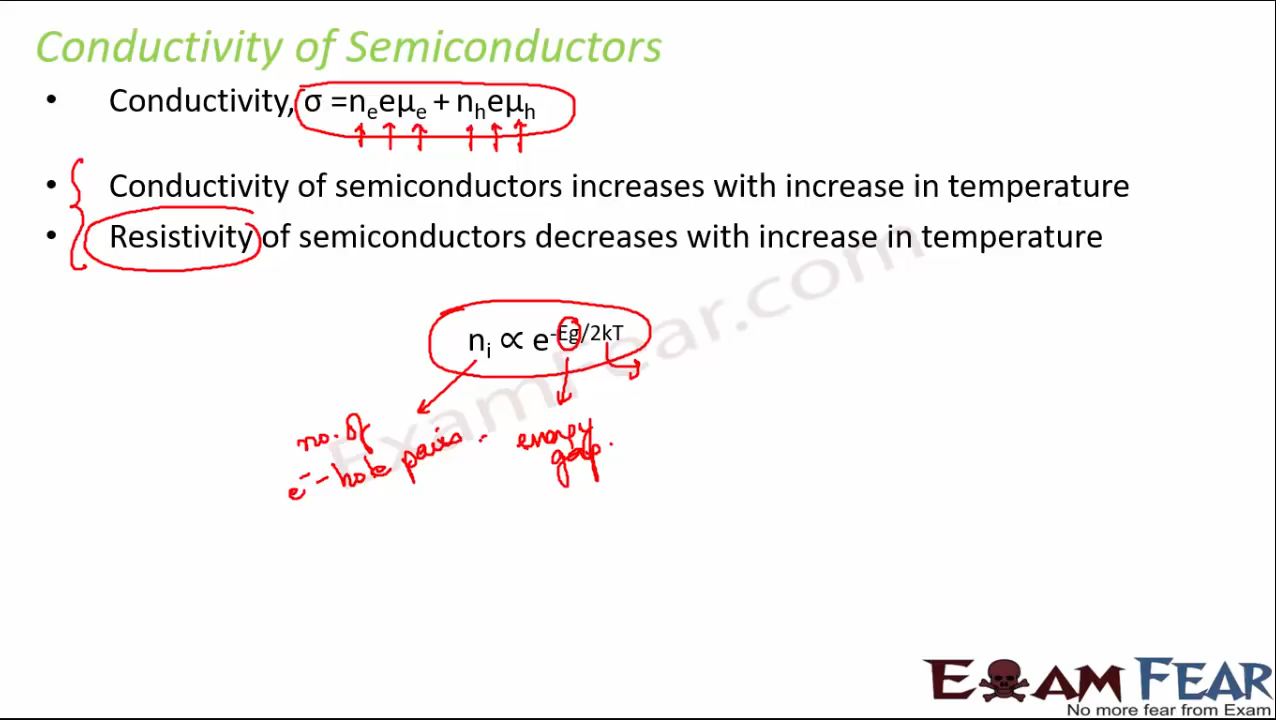 Conductivity of Semiconductors
• Conductivity, σ =nₑeμₑ + nₕeμₕ
• Conductivity of semiconductors increases with increase in temperature
• Resistivity of semiconductors decreases with increase in temperature
nᵢ ∝ e^-Eg/2kT
no. of
e⁻ - hole pairs.
energy
gap.
ExamFear.com
EXAM FEAR
No more fear from Exam